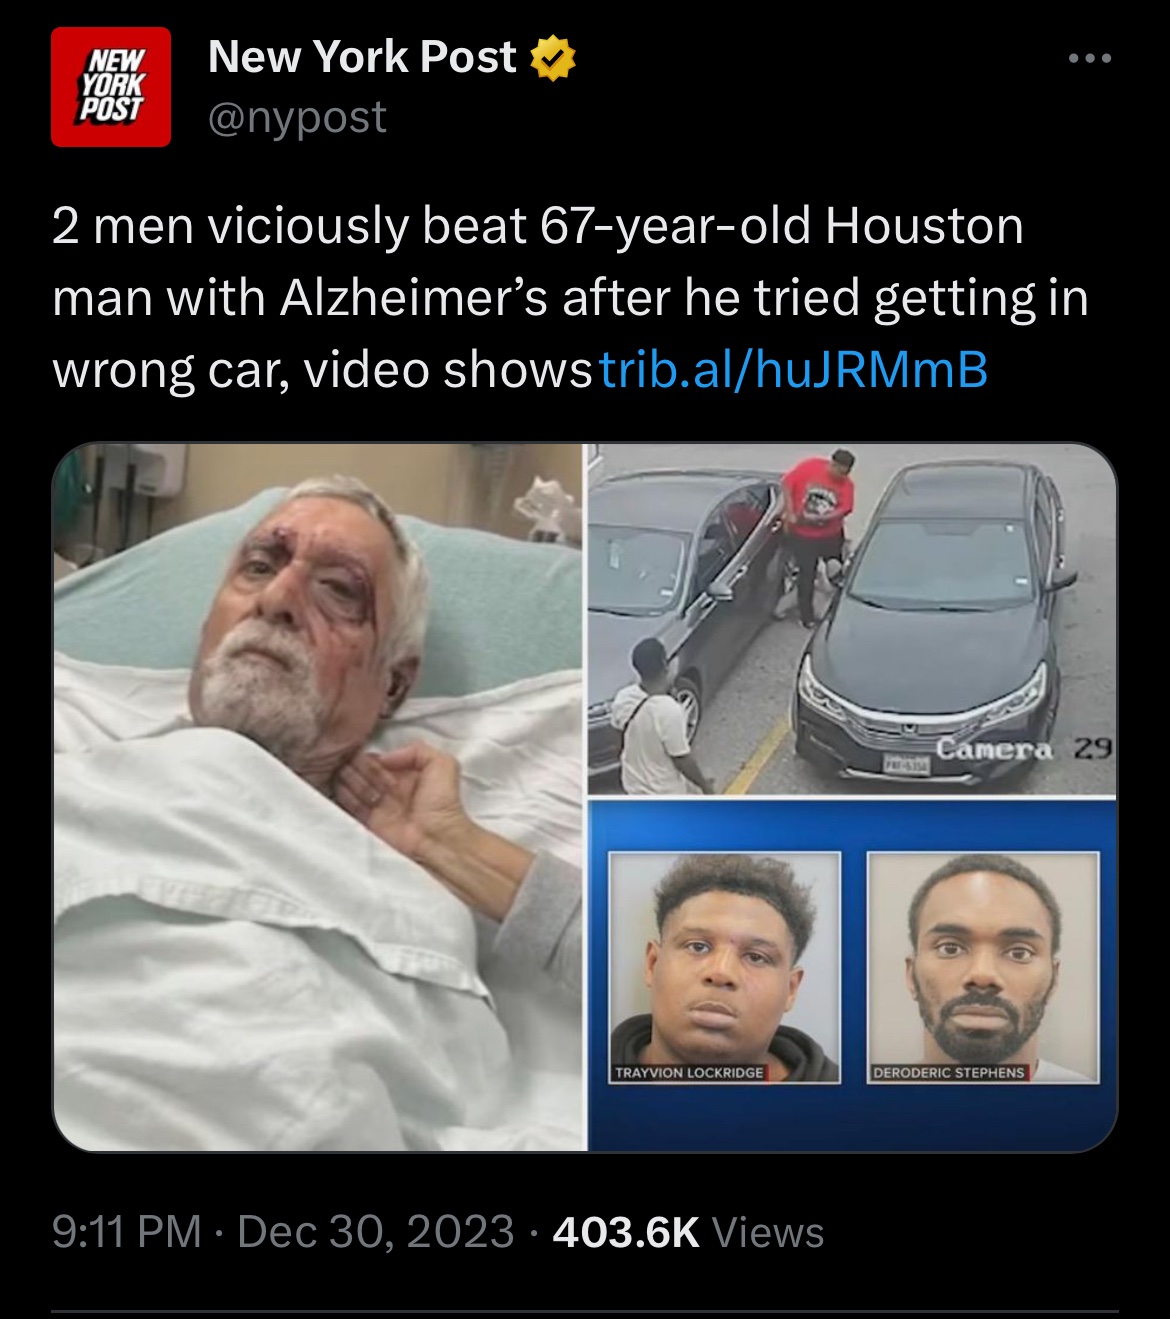 NEW
YORK
POST
New York Post
@nypost
2 men viciously beat 67-year-old Houston
man with Alzheimer’s after he tried getting in
wrong car, video shows trib.al/huJRMmB
Camera 29
TRAYVION LOCKRIDGE
DERODERIC STEPHENS
9:11 PM · Dec 30, 2023 · 403.6K Views